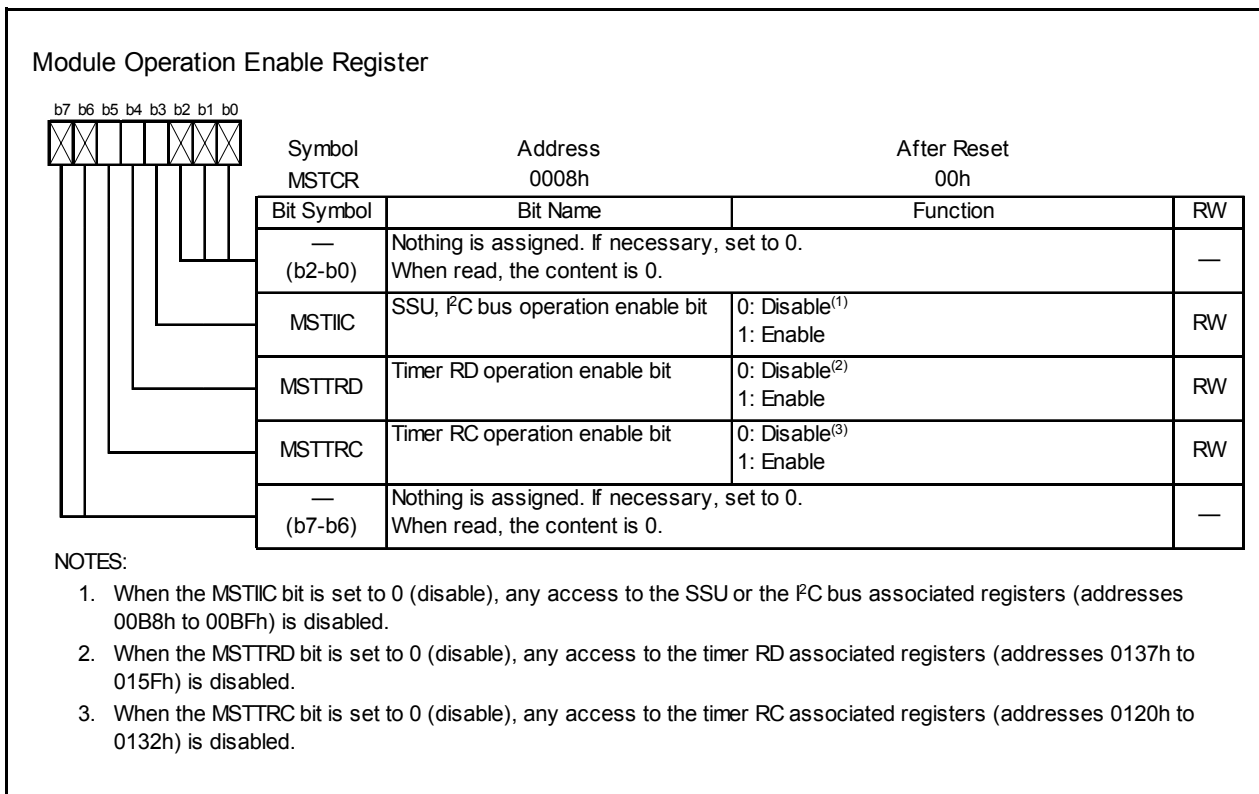 Module Operation Enable Register
b7 b6 b5 b4 b3 b2 b1 b0
Symbol Address After Reset
MSTCR 0008h 00h
Bit Symbol Bit Name Function RW
— Nothing is assigned. If necessary, set to 0.
(b2-b0) When read, the content is 0. —
MSTIIC SSU, I²C bus operation enable bit 0: Disable(1)
1: Enable RW
MSTTRD Timer RD operation enable bit 0: Disable(2)
1: Enable RW
MSTTRC Timer RC operation enable bit 0: Disable(3)
1: Enable RW
— Nothing is assigned. If necessary, set to 0.
(b7-b6) When read, the content is 0. —
NOTES:
1. When the MSTIIC bit is set to 0 (disable), any access to the SSU or the I²C bus associated registers (addresses
00B8h to 00BFh) is disabled.
2. When the MSTTRD bit is set to 0 (disable), any access to the timer RD associated registers (addresses 0137h to
015Fh) is disabled.
3. When the MSTTRC bit is set to 0 (disable), any access to the timer RC associated registers (addresses 0120h to
0132h) is disabled.